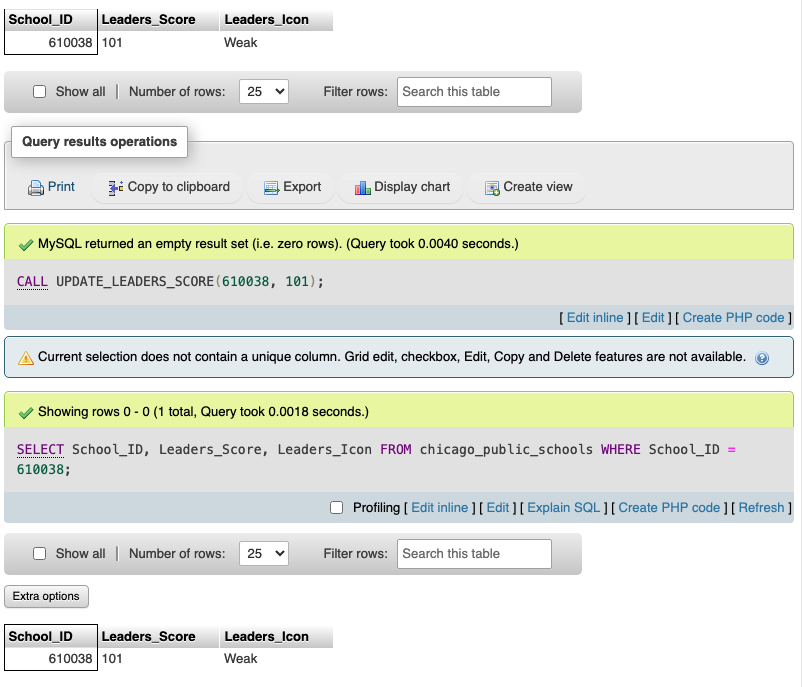 School_ID Leaders_Score Leaders_Icon
610038 101 Weak
Show all | Number of rows: 25 Filter rows: Search this table
Query results operations
Print Copy to clipboard Export Display chart Create view
MySQL returned an empty result set (i.e. zero rows). (Query took 0.0040 seconds.)
CALL UPDATE_LEADERS_SCORE(610038, 101);
[ Edit inline ] [ Edit ] [ Create PHP code ]
Current selection does not contain a unique column. Grid edit, checkbox, Edit, Copy and Delete features are not available.
Showing rows 0 - 0 (1 total, Query took 0.0018 seconds.)
SELECT School_ID, Leaders_Score, Leaders_Icon FROM chicago_public_schools WHERE School_ID =
610038;
Profiling [ Edit inline ] [ Edit ] [ Explain SQL ] [ Create PHP code ] [ Refresh ]
Show all | Number of rows: 25 Filter rows: Search this table
Extra options
School_ID Leaders_Score Leaders_Icon
610038 101 Weak